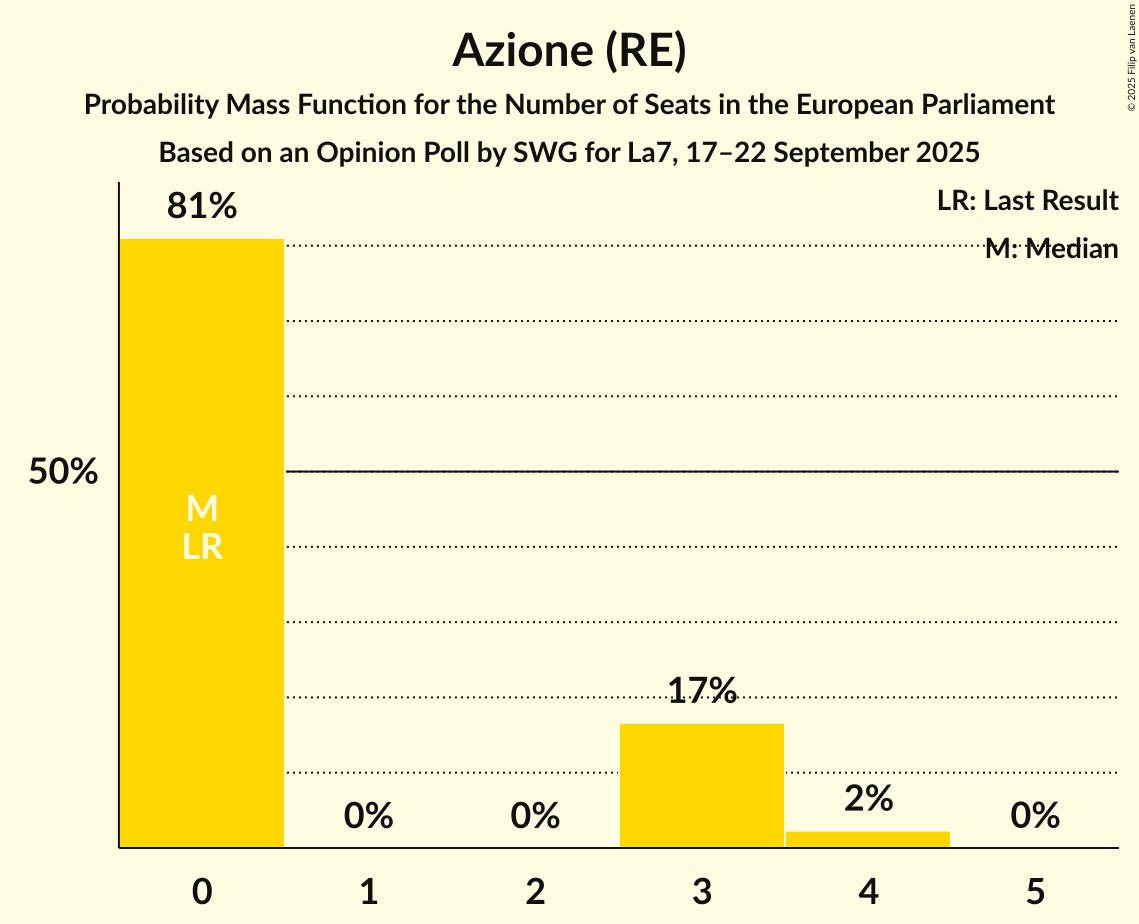 Azione (RE)
Probability Mass Function for the Number of Seats in the European Parliament
Based on an Opinion Poll by SWG for La7, 17–22 September 2025
© 2025 Filip van Laenen
LR: Last Result
M: Median
81%
50%
M
LR
17%
0%
0%
2%
0%
0
1
2
3
4
5